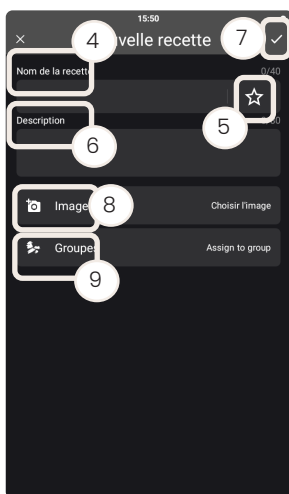 15:50
4 velle recette 7
Nom de la recette 0/40
5
Description
6
Image 8 Choisir l'image
Groupes Assign to group
9